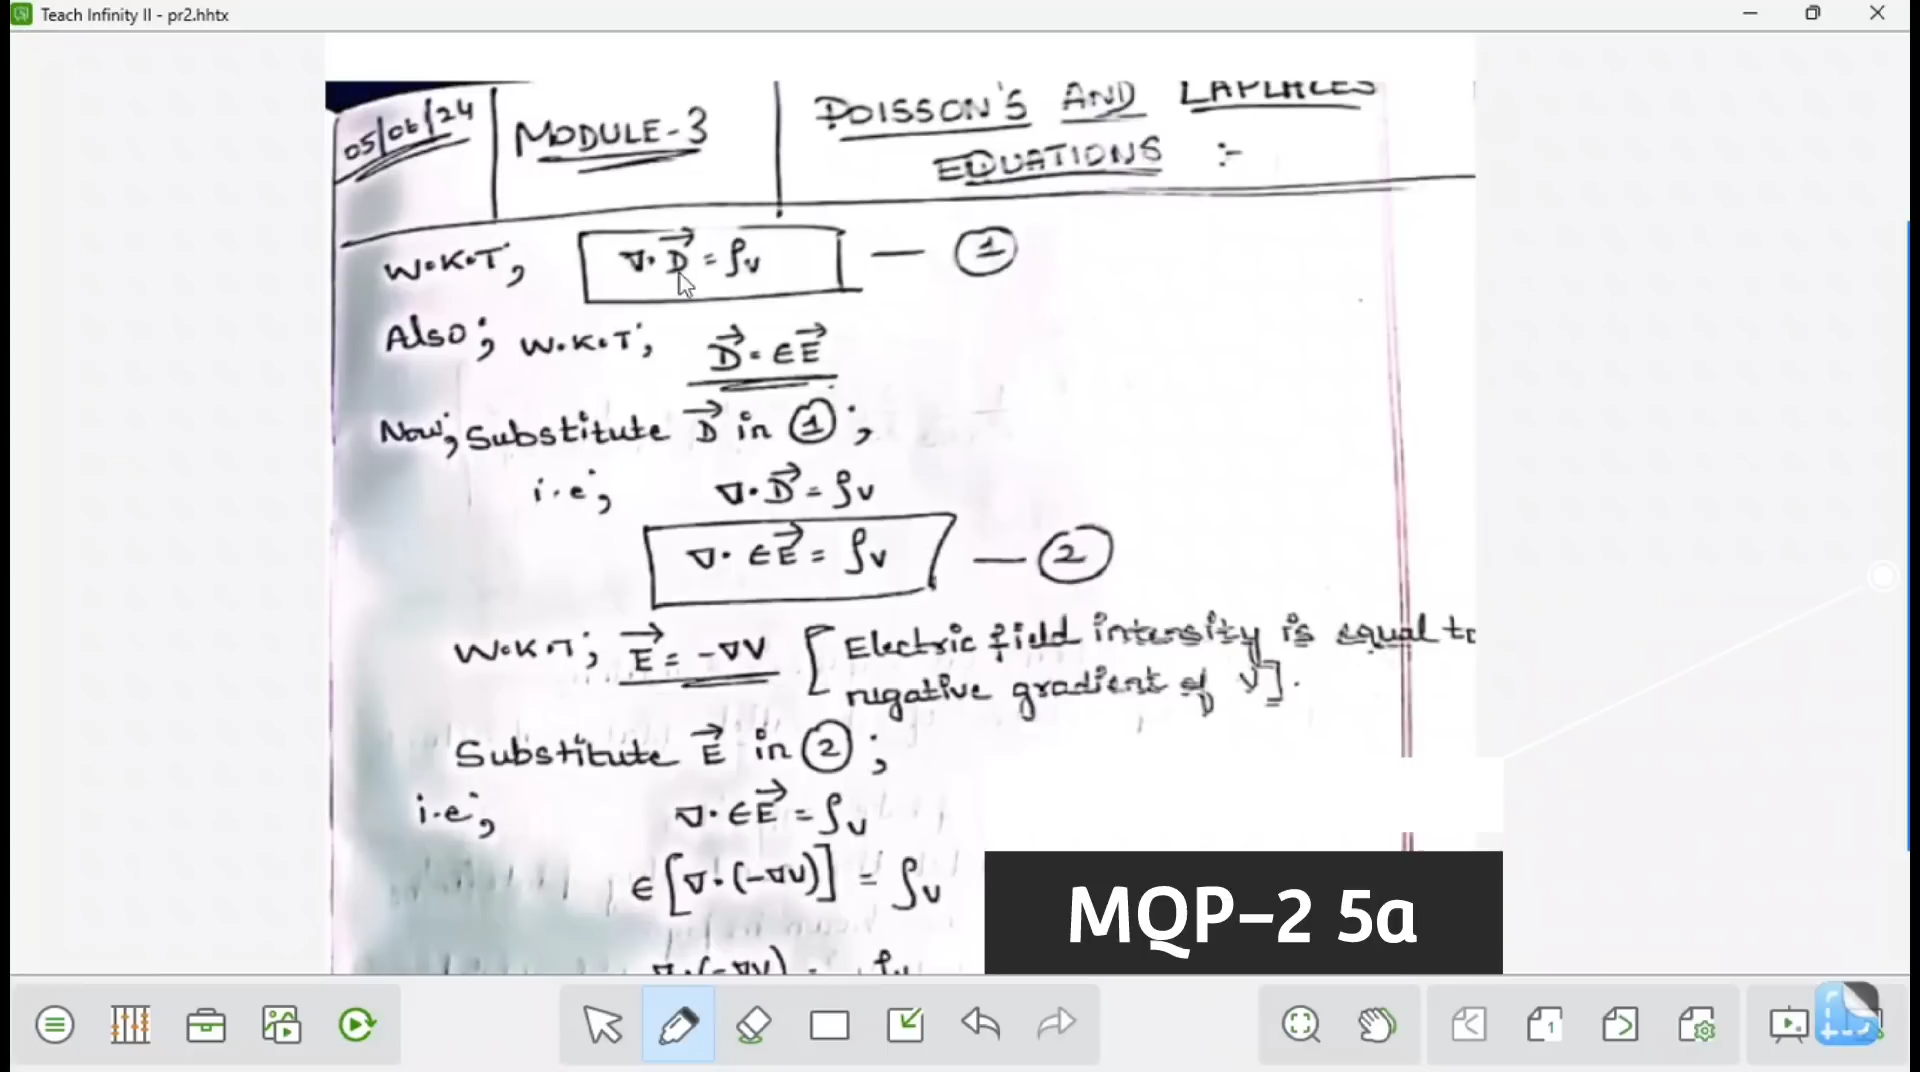 Teach Infinity II - pr2.hhtx
05/06/24
MODULE-3
POISSON'S AND LAPLACES
EQUATIONS :-
W.K.T, ∇·D⃗ = ρv — ①
Also; W.K.T, D⃗ = ϵE⃗
Now, Substitute D⃗ in ①;
i.e, ∇·D⃗ = ρv
∇·ϵE⃗ = ρv — ②
W.K.T, E⃗ = -∇V [Electric field intensity is equal to
negative gradient of V].
Substitute E⃗ in ②;
i.e, ∇·ϵE⃗ = ρv
ϵ[∇·(-∇V)] = ρv
∇·(-∇V) = ρv
MQP-2 5a
1